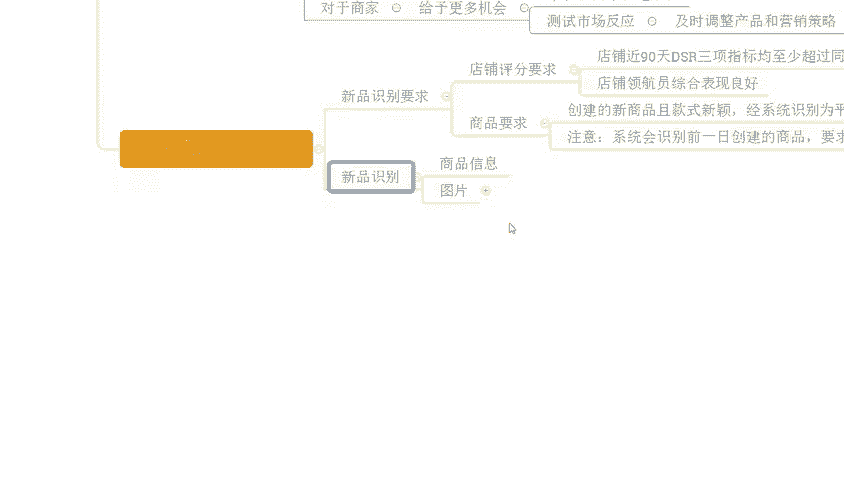 对于商家 给予更多机会
测试市场反应 及时调整产品和营销策略
店铺近90天DSR三项指标均至少超过同
店铺评分要求
店铺领航员综合表现良好
新品识别要求
创建的新商品且款式新颖，经系统识别为平
商品要求
注意：系统会识别前一日创建的商品，要求
商品信息
新品识别
图片